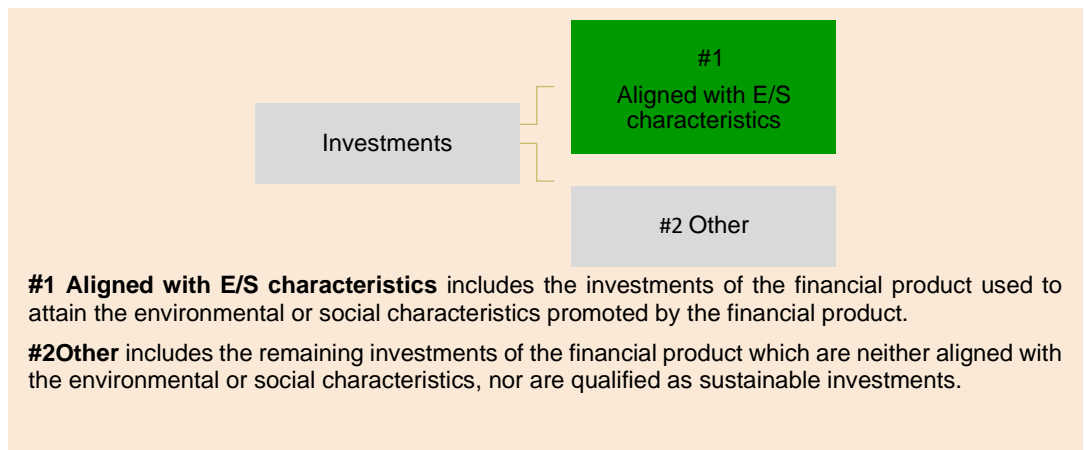 #1
Aligned with E/S
characteristics
Investments
#2 Other
#1 Aligned with E/S characteristics includes the investments of the financial product used to
attain the environmental or social characteristics promoted by the financial product.
#2Other includes the remaining investments of the financial product which are neither aligned with
the environmental or social characteristics, nor are qualified as sustainable investments.